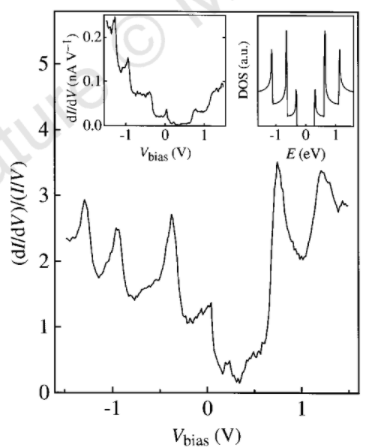 0.2
0.1
0.0
dI/dV (nA V⁻¹)
-1 0 1
V_bias (V)
DOS (a.u.)
-1 0 1
E (eV)
5
4
3
2
1
0
(dI/dV)/(I/V)
-1 0 1
V_bias (V)
ature © M